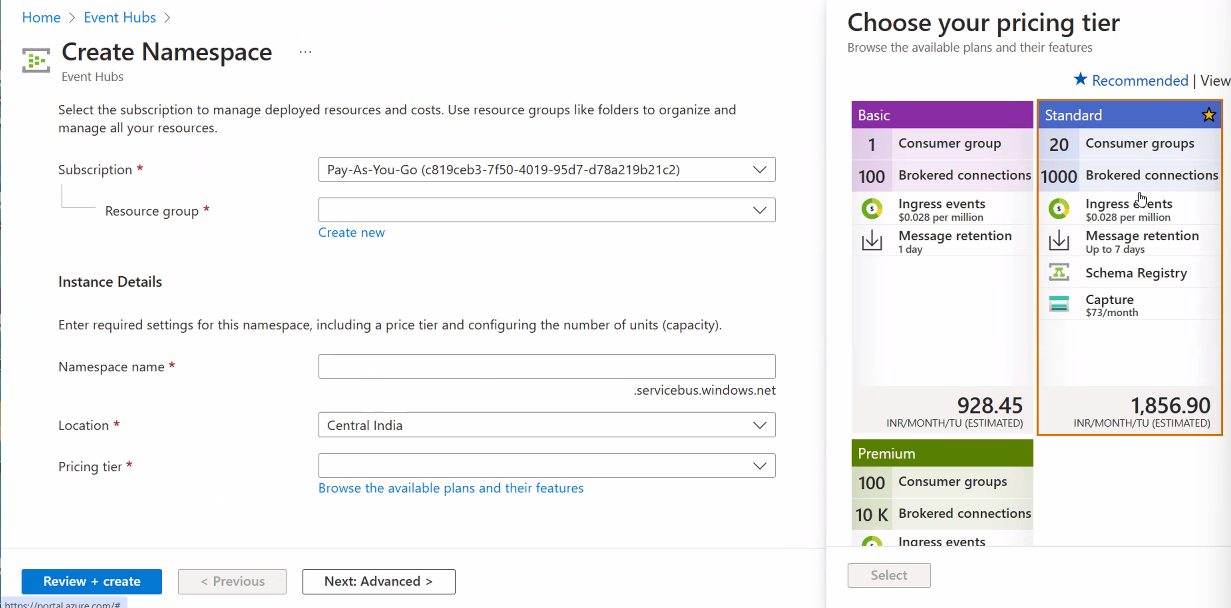 Home > Event Hubs >
Create Namespace ...
Event Hubs
Select the subscription to manage deployed resources and costs. Use resource groups like folders to organize and
manage all your resources.
Subscription *
Pay-As-You-Go (c819ceb3-7f50-4019-95d7-d78a219b21c2)
Resource group *
Create new
Instance Details
Enter required settings for this namespace, including a price tier and configuring the number of units (capacity).
Namespace name *
.servicebus.windows.net
Location *
Central India
Pricing tier *
Browse the available plans and their features
Review + create
< Previous
Next: Advanced >
https://portal.azure.com/#
Choose your pricing tier
Browse the available plans and their features
★ Recommended | View
Basic
1 Consumer group
100 Brokered connections
Ingress events
$0.028 per million
Message retention
1 day
928.45
INR/MONTH/TU (ESTIMATED)
Standard
20 Consumer groups
1000 Brokered connections
Ingress events
$0.028 per million
Message retention
Up to 7 days
Schema Registry
Capture
$73/month
1,856.90
INR/MONTH/TU (ESTIMATED)
Premium
100 Consumer groups
10 K Brokered connections
Ingress events
Select